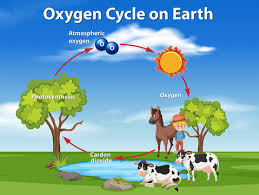 Oxygen Cycle on Earth
Atmospheric
oxygen
Oxygen
Photosynthesis
Cardon
dioxide